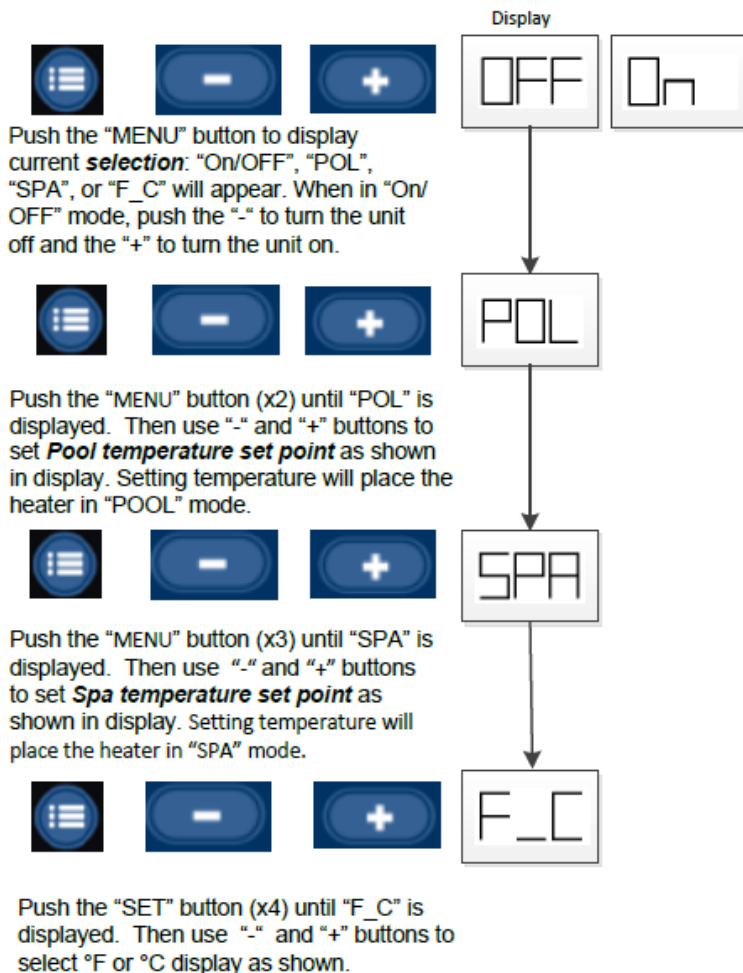 Display
OFF On
Push the “MENU” button to display
current selection: “On/OFF”, “POL”,
“SPA”, or “F_C” will appear. When in “On/
OFF” mode, push the “-“ to turn the unit
off and the “+” to turn the unit on.
POL
Push the “MENU” button (x2) until “POL” is
displayed. Then use “-“ and “+” buttons to
set Pool temperature set point as shown
in display. Setting temperature will place the
heater in “POOL” mode.
SPA
Push the “MENU” button (x3) until “SPA” is
displayed. Then use “-“ and “+” buttons
to set Spa temperature set point as
shown in display. Setting temperature will
place the heater in “SPA” mode.
F_C
Push the “SET” button (x4) until “F_C” is
displayed. Then use “-“ and “+” buttons to
select °F or °C display as shown.